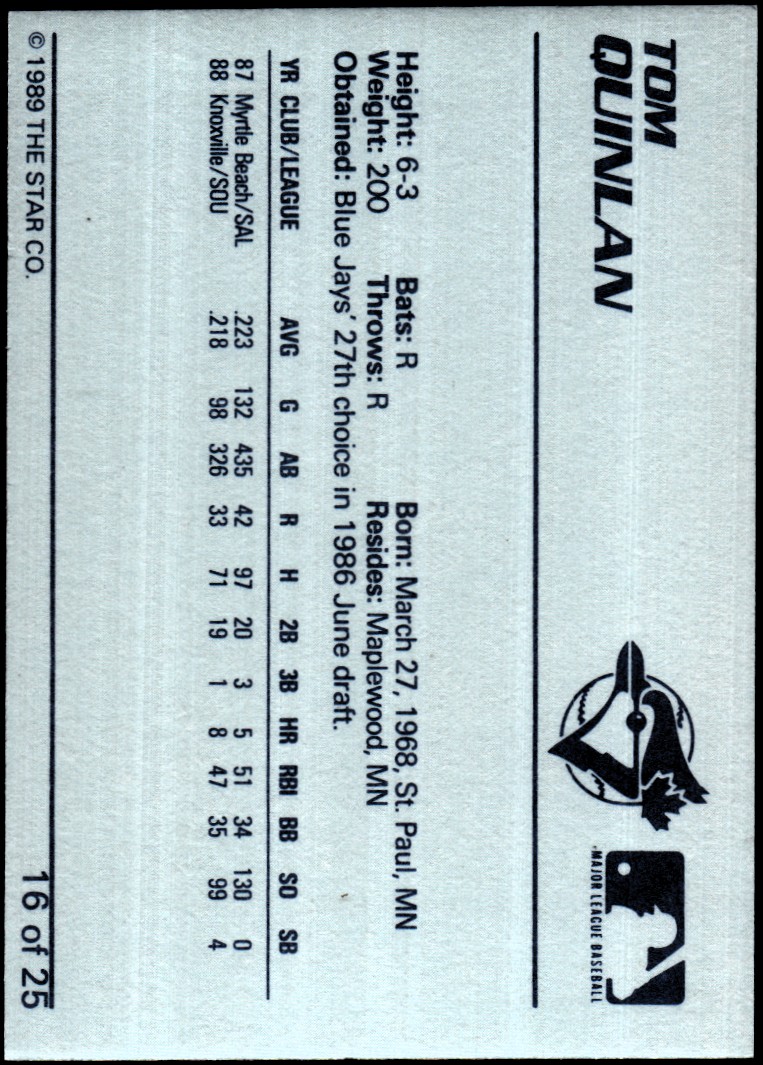 TOM
QUINLAN
MAJOR LEAGUE BASEBALL
Height: 6-3 Bats: R Born: March 27, 1968, St. Paul, MN
Weight: 200 Throws: R Resides: Maplewood, MN
Obtained: Blue Jays' 27th choice in 1986 June draft.
YR CLUB/LEAGUE AVG G AB R H 2B 3B HR RBI BB SO SB
87 Myrtle Beach/SAL .223 132 435 42 97 20 3 5 51 34 130 0
88 Knoxville/SOU .218 98 326 33 71 19 1 8 47 35 99 4
© 1989 THE STAR CO. 16 of 25